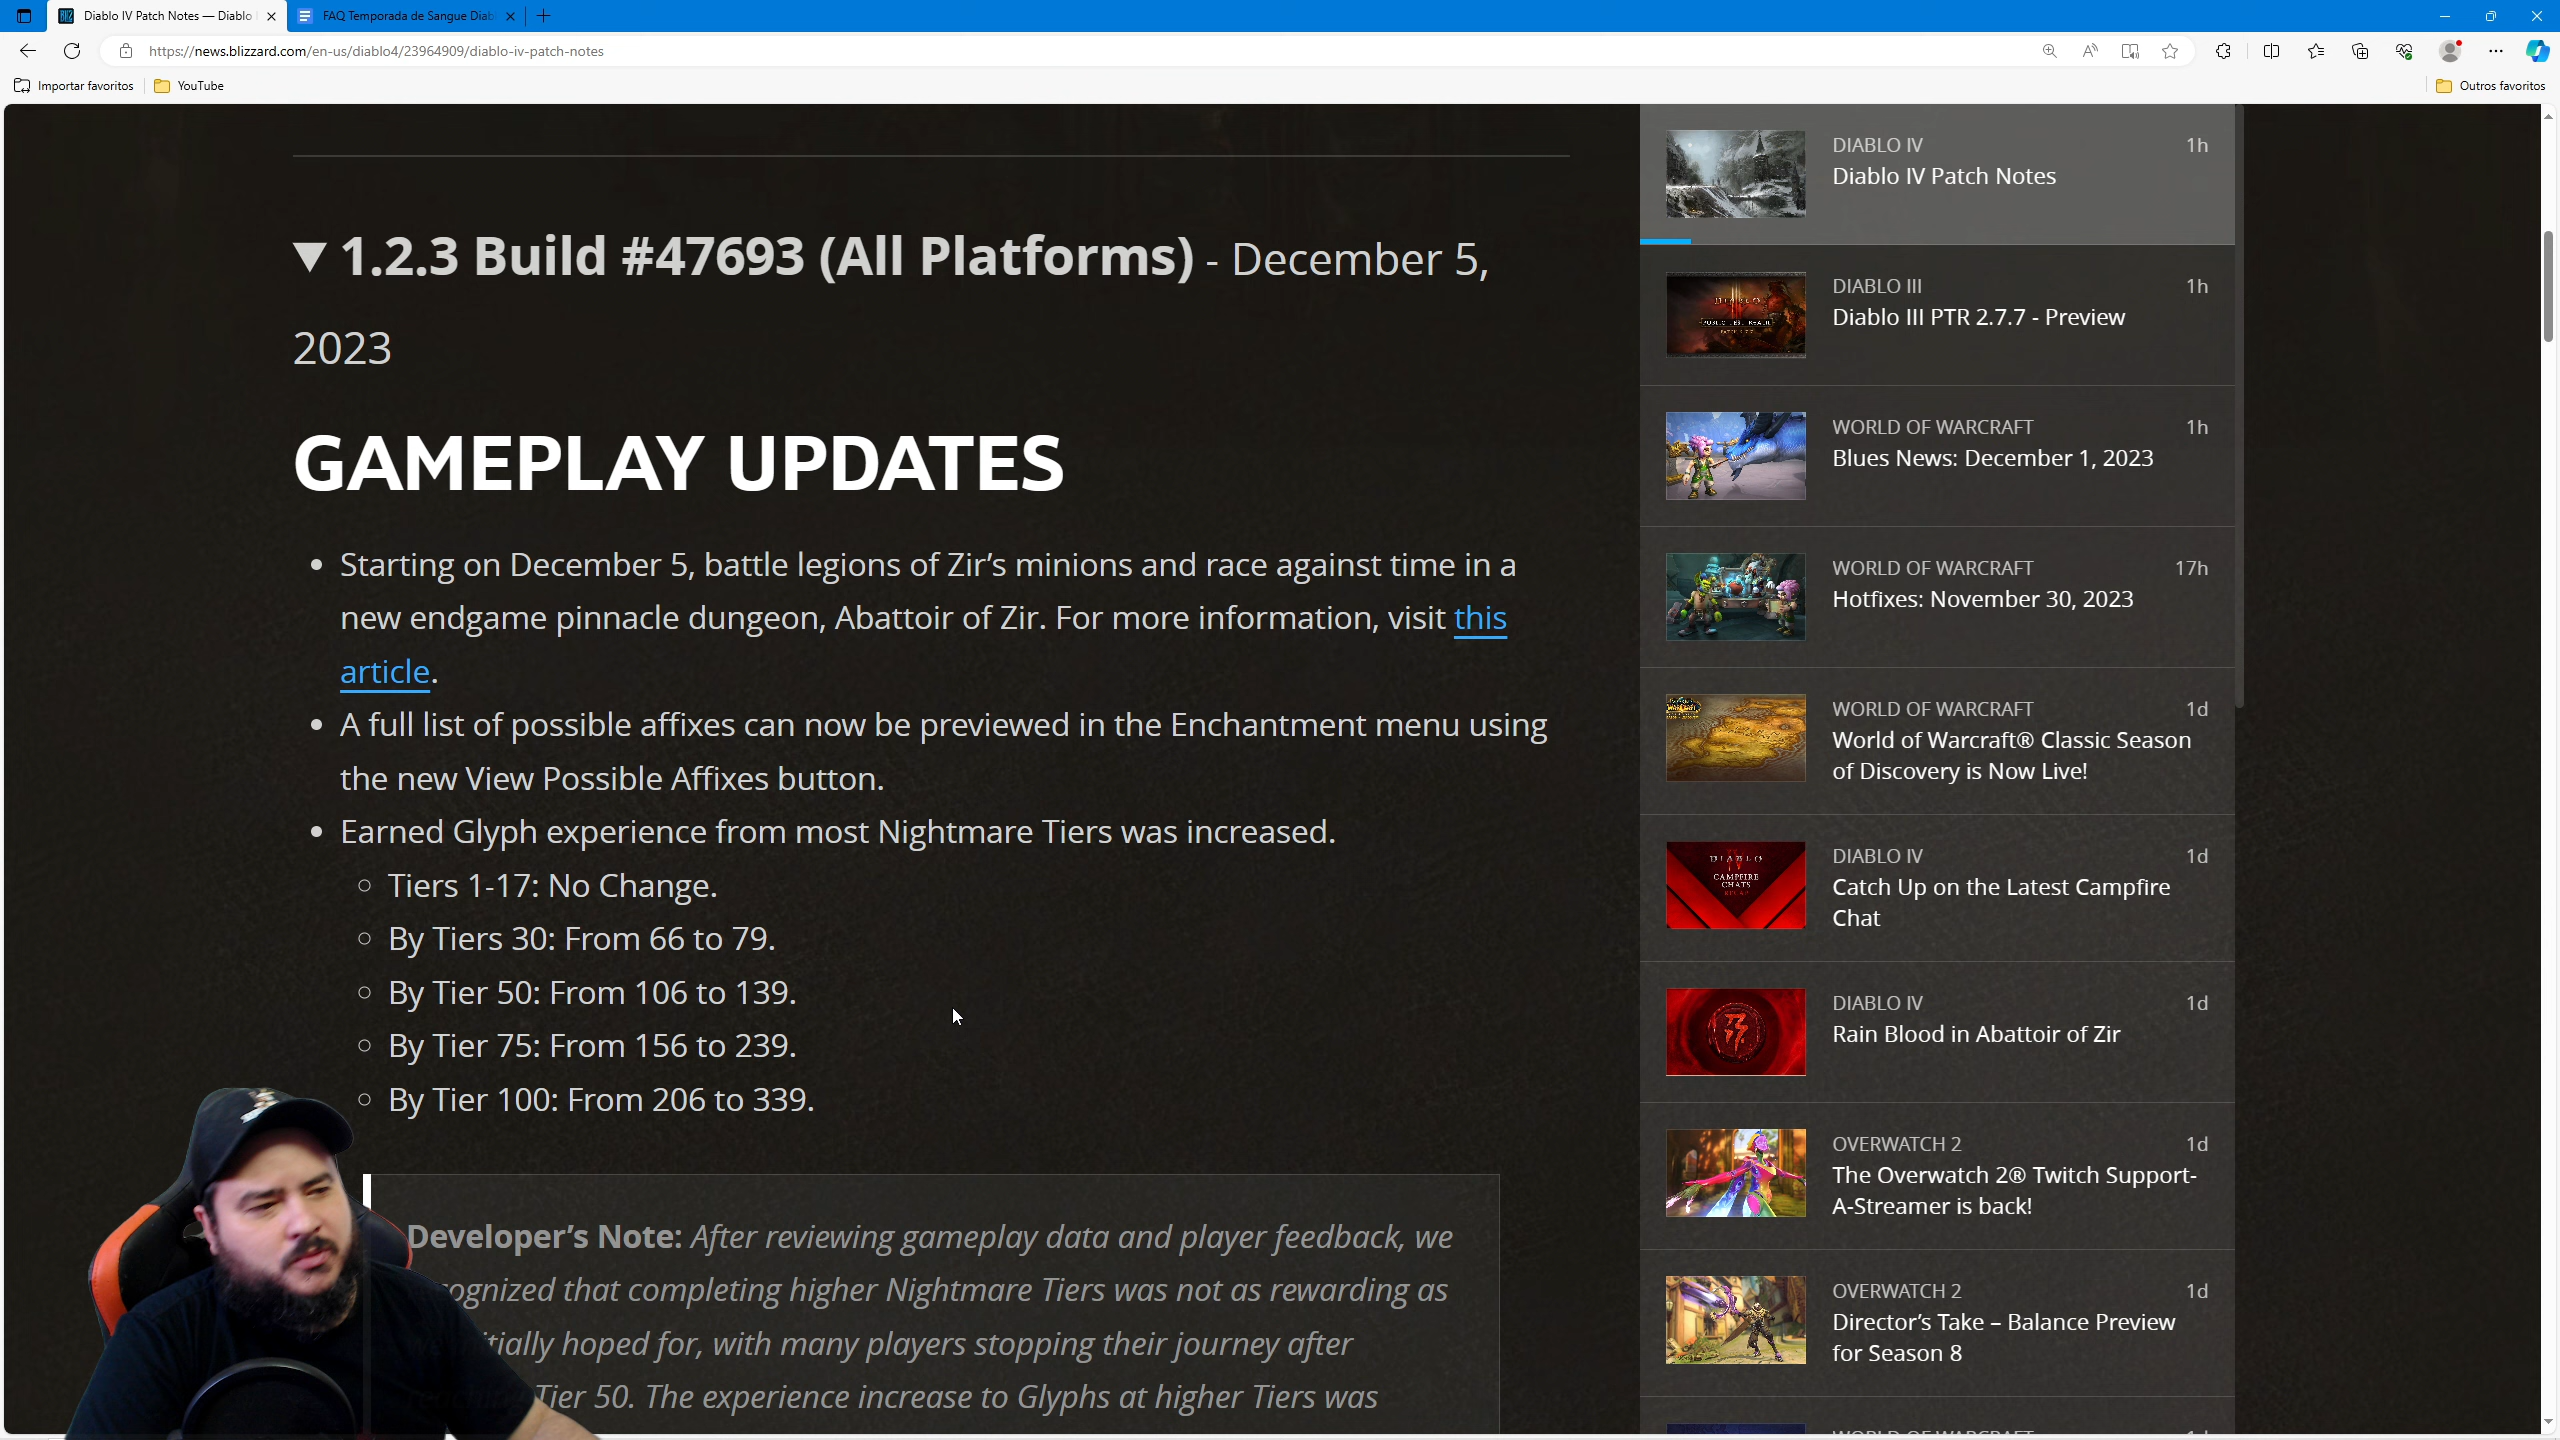 Diablo IV Patch Notes — Diablo
FAQ Temporada de Sangue Diab
https://news.blizzard.com/en-us/diablo4/23964909/diablo-iv-patch-notes
Importar favoritos
YouTube
Outros favoritos
1.2.3 Build #47693 (All Platforms) - December 5,
2023
GAMEPLAY UPDATES
Starting on December 5, battle legions of Zir’s minions and race against time in a
new endgame pinnacle dungeon, Abattoir of Zir. For more information, visit this
article.
A full list of possible affixes can now be previewed in the Enchantment menu using
the new View Possible Affixes button.
Earned Glyph experience from most Nightmare Tiers was increased.
Tiers 1-17: No Change.
By Tiers 30: From 66 to 79.
By Tier 50: From 106 to 139.
By Tier 75: From 156 to 239.
By Tier 100: From 206 to 339.
Developer’s Note: After reviewing gameplay data and player feedback, we
that completing higher Nightmare Tiers was not as rewarding as
hoped for, with many players stopping their journey after
Tier 50. The experience increase to Glyphs at higher Tiers was
DIABLO IV 1h
Diablo IV Patch Notes
DIABLO III 1h
Diablo III PTR 2.7.7 - Preview
WORLD OF WARCRAFT 1h
Blues News: December 1, 2023
WORLD OF WARCRAFT 17h
Hotfixes: November 30, 2023
WORLD OF WARCRAFT 1d
World of Warcraft® Classic Season
of Discovery is Now Live!
DIABLO IV
CAMPFIRE
CHATS
DIABLO IV 1d
Catch Up on the Latest Campfire
Chat
DIABLO IV 1d
Rain Blood in Abattoir of Zir
OVERWATCH 2 1d
The Overwatch 2® Twitch Support-
A-Streamer is back!
OVERWATCH 2 1d
Director’s Take – Balance Preview
for Season 8